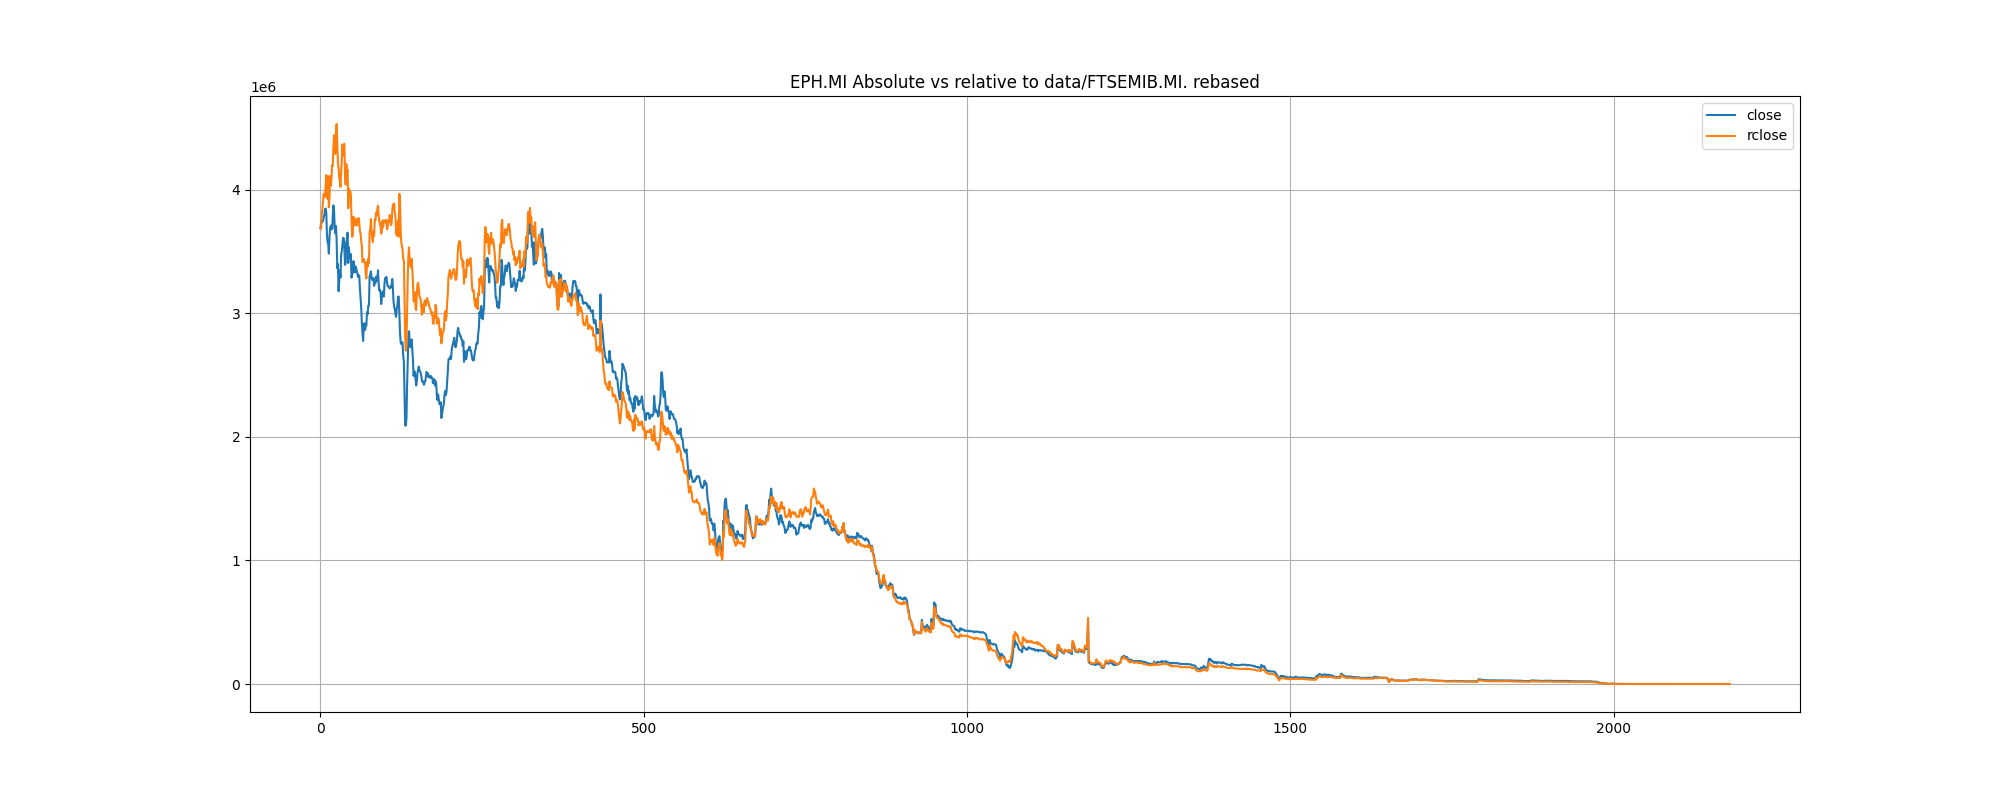 EPH.MI Absolute vs relative to data/FTSEMIB.MI. rebased
1e6
close
rclose
4
3
2
1
0
0 500 1000 1500 2000